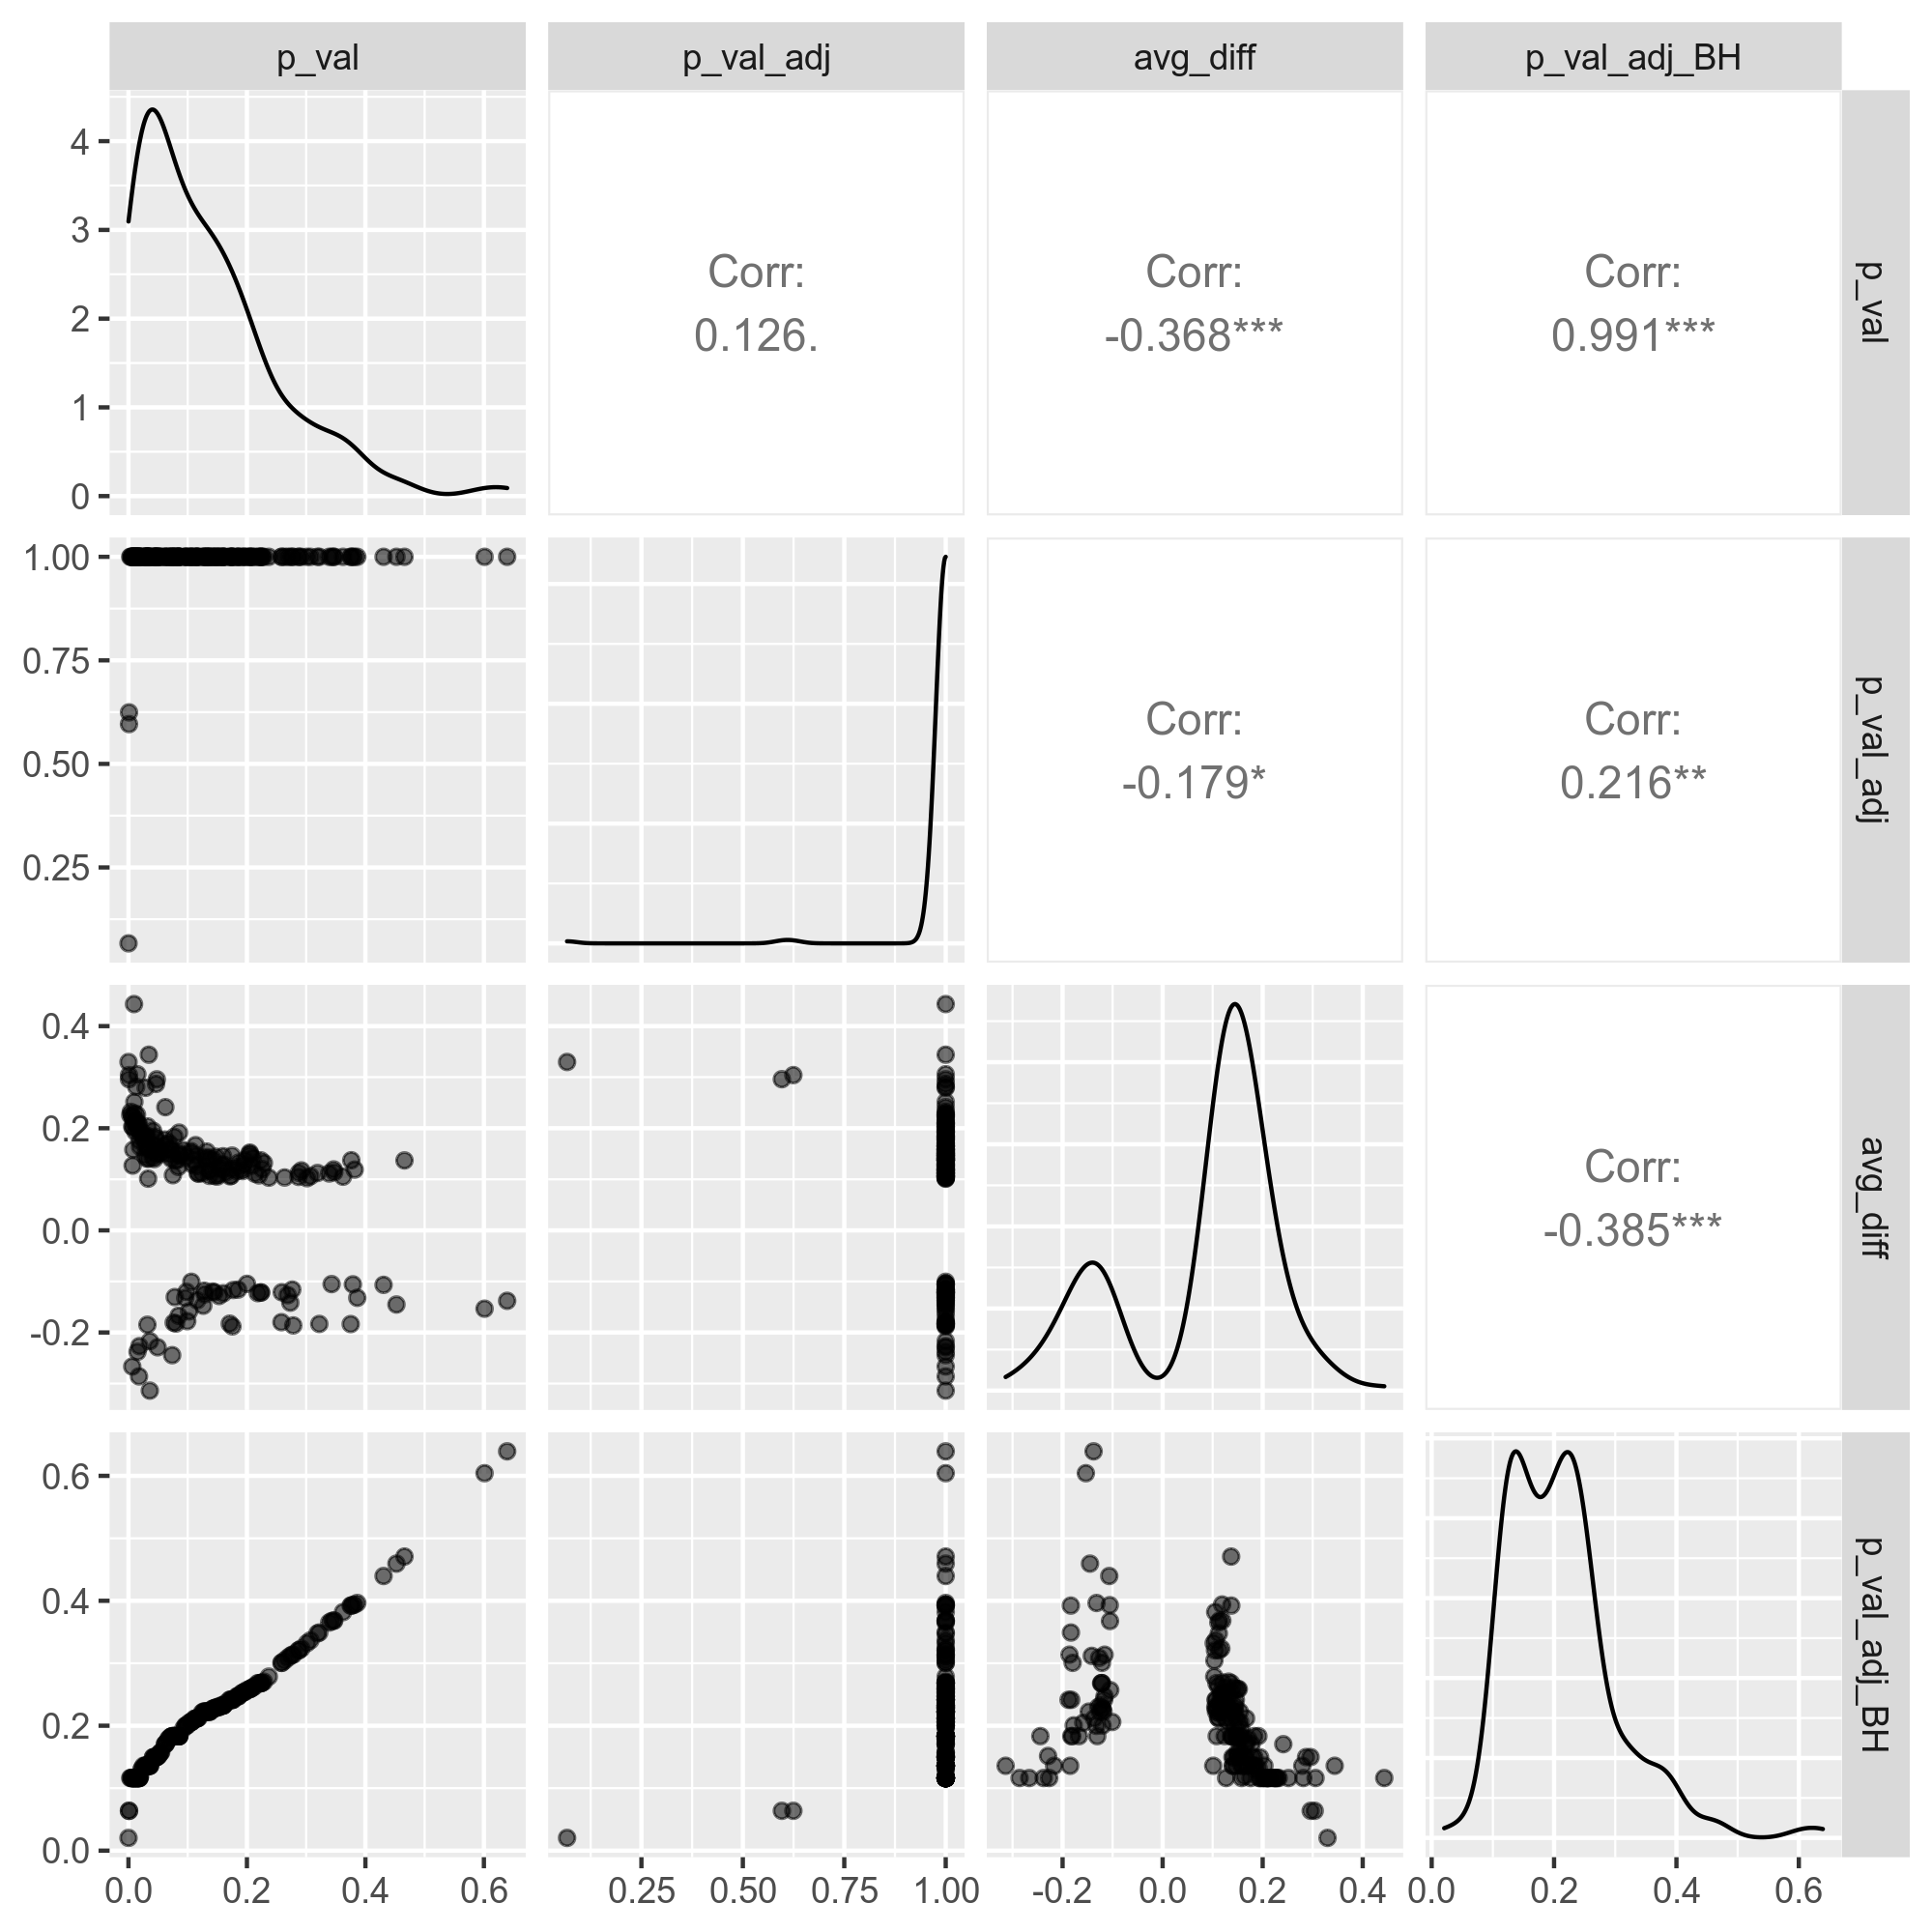 p_val
p_val_adj
avg_diff
p_val_adj_BH
4
3
2
1
0
Corr:
0.126.
Corr:
-0.368***
Corr:
0.991***
p_val
1.00
0.75
0.50
0.25
Corr:
-0.179*
Corr:
0.216**
p_val_adj
0.4
0.2
0.0
-0.2
Corr:
-0.385***
avg_diff
0.6
0.4
0.2
0.0
p_val_adj_BH
0.0 0.2 0.4 0.6
0.25 0.50 0.75 1.00
-0.2 0.0 0.2 0.4
0.0 0.2 0.4 0.6